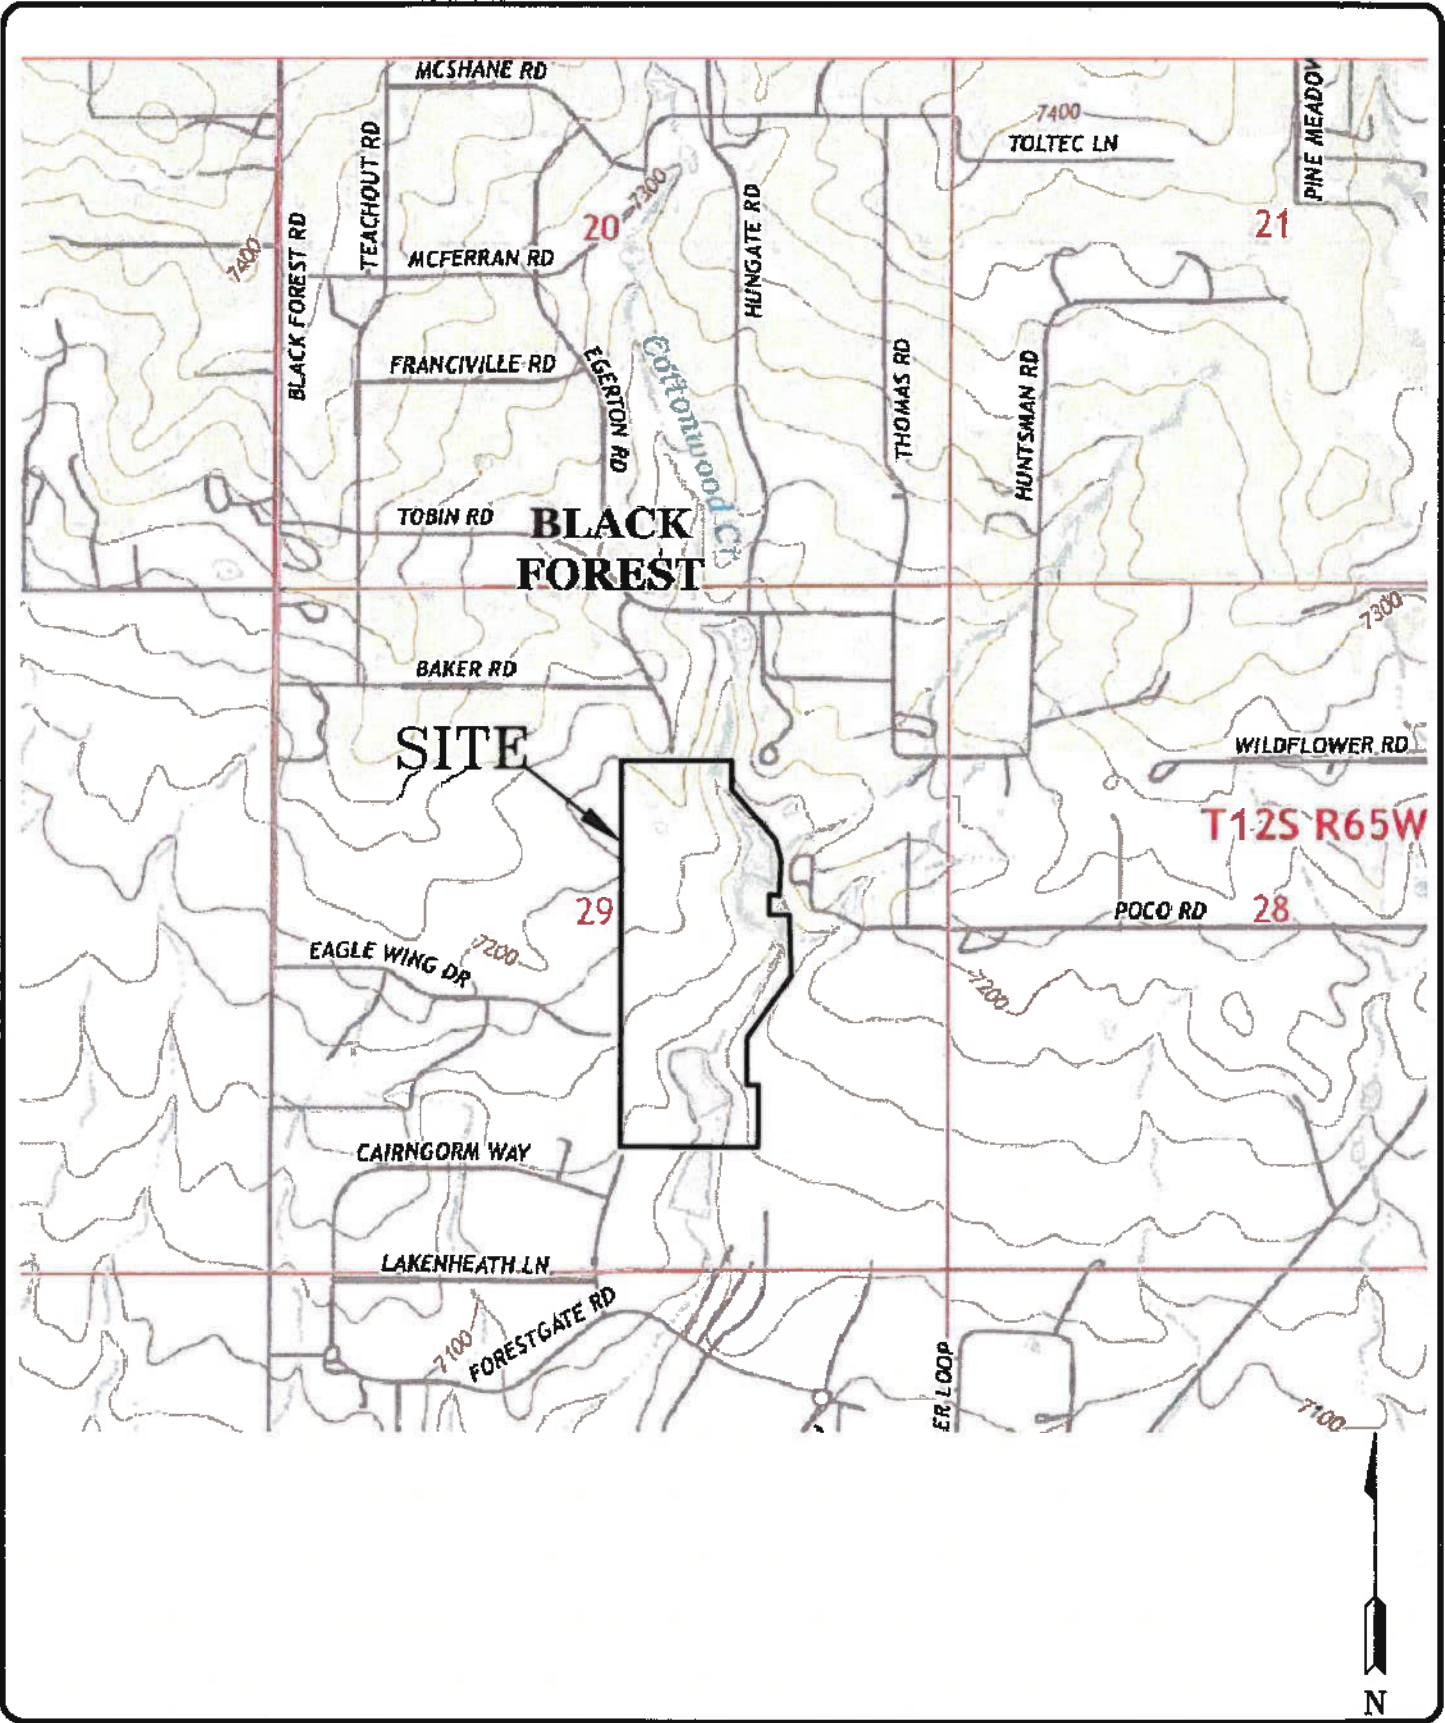 MCSHANE RD
7400
TOLTEC LN
PINE MEADOW
TEACHOUT RD
7300
20
21
HUNGATE RD
BLACK FOREST RD
7400
MCFERRAN RD
FRANCIVILLE RD
EGERTON RD
Cottonwood Cr
THOMAS RD
HUNTSMAN RD
TOBIN RD
BLACK
FOREST
7300
BAKER RD
SITE
WILDFLOWER RD
T12S R65W
29
POCO RD
28
EAGLE WING DR
7200
7200
CAIRNGORM WAY
LAKENHEATH LN
FORESTGATE RD
7100
ER LOOP
7100
N